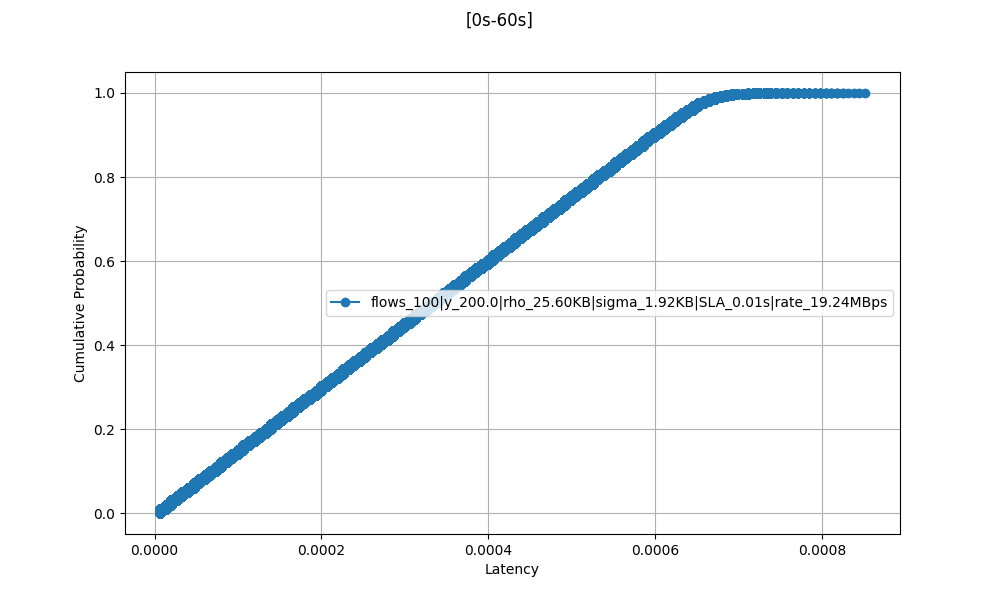 [0s-60s]
1.0
0.8
0.6
0.4
0.2
0.0
Cumulative Probability
flows_100|y_200.0|rho_25.60KB|sigma_1.92KB|SLA_0.01s|rate_19.24MBps
0.0000 0.0002 0.0004 0.0006 0.0008
Latency